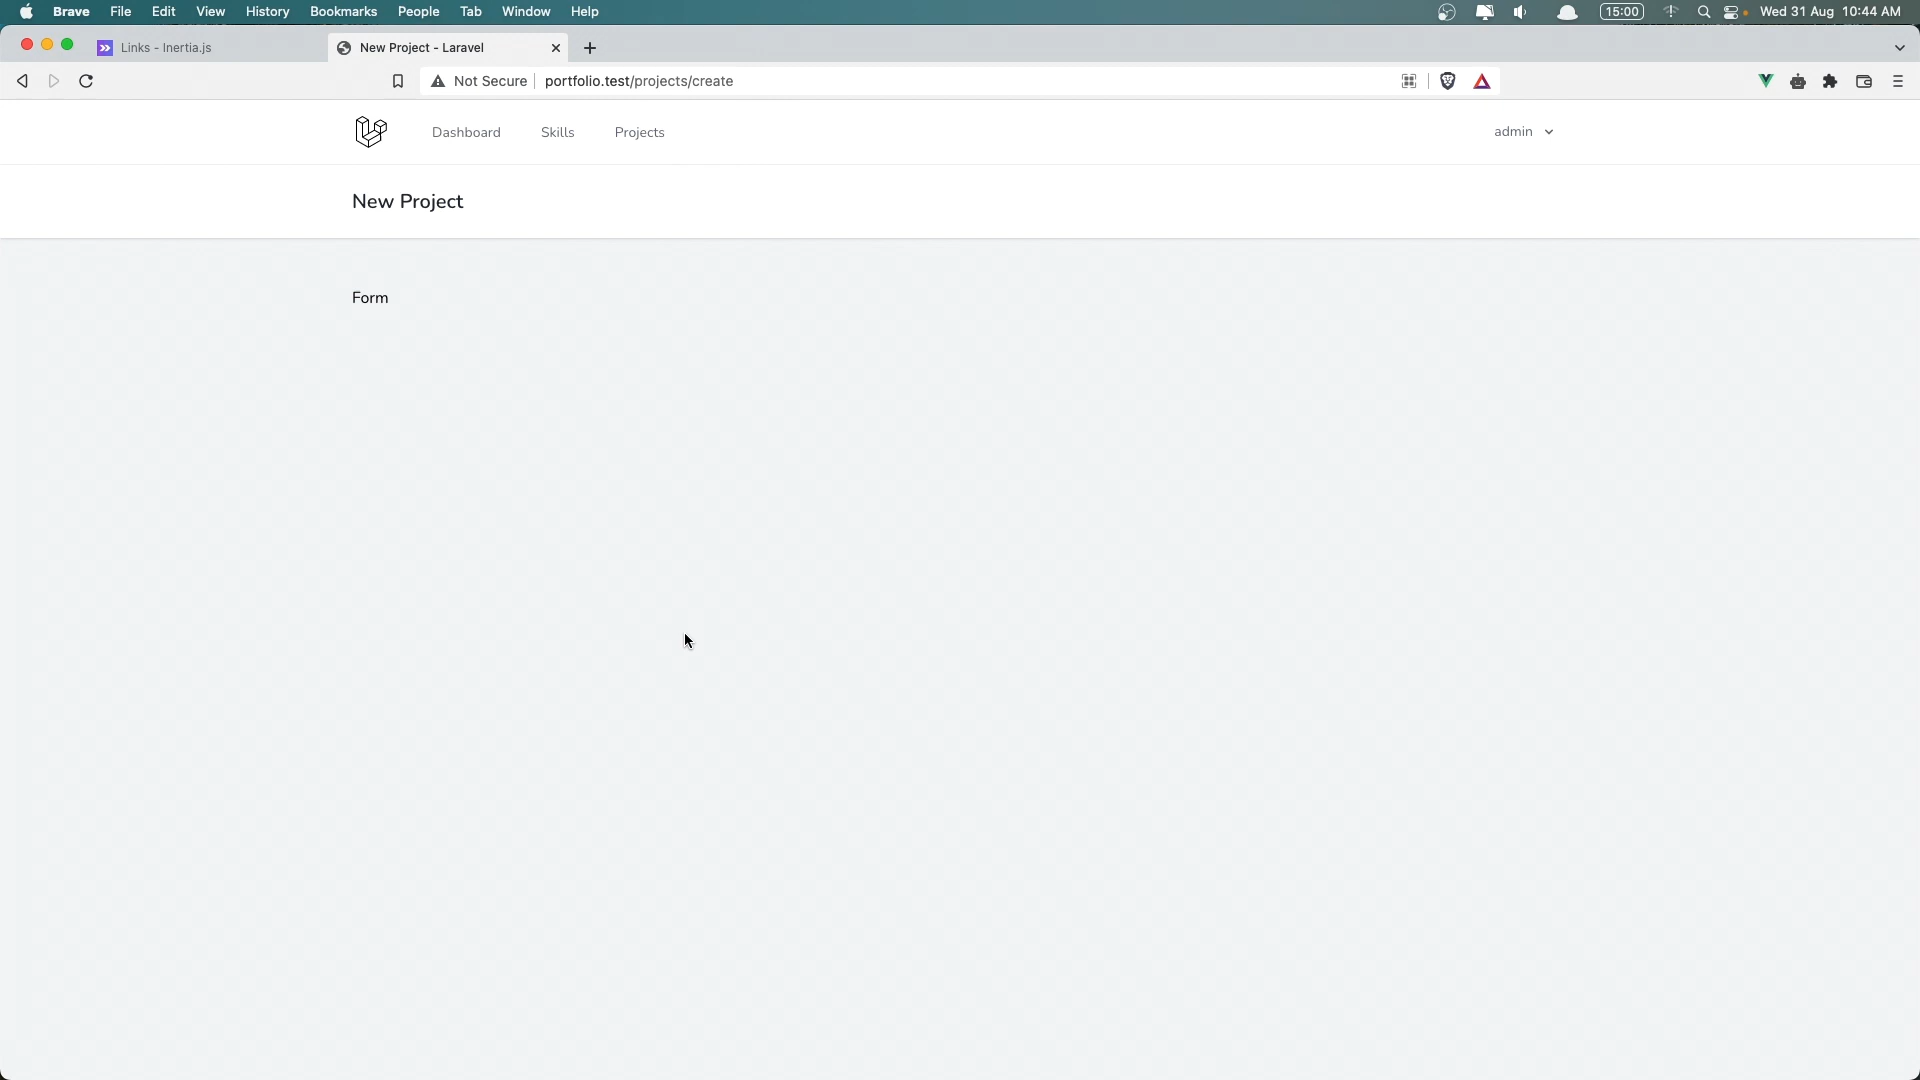 Brave File Edit View History Bookmarks People Tab Window Help 15:00 Wed 31 Aug 10:44 AM
Links - Inertia.js New Project - Laravel
Not Secure portfolio.test/projects/create
Dashboard Skills Projects admin
New Project
Form